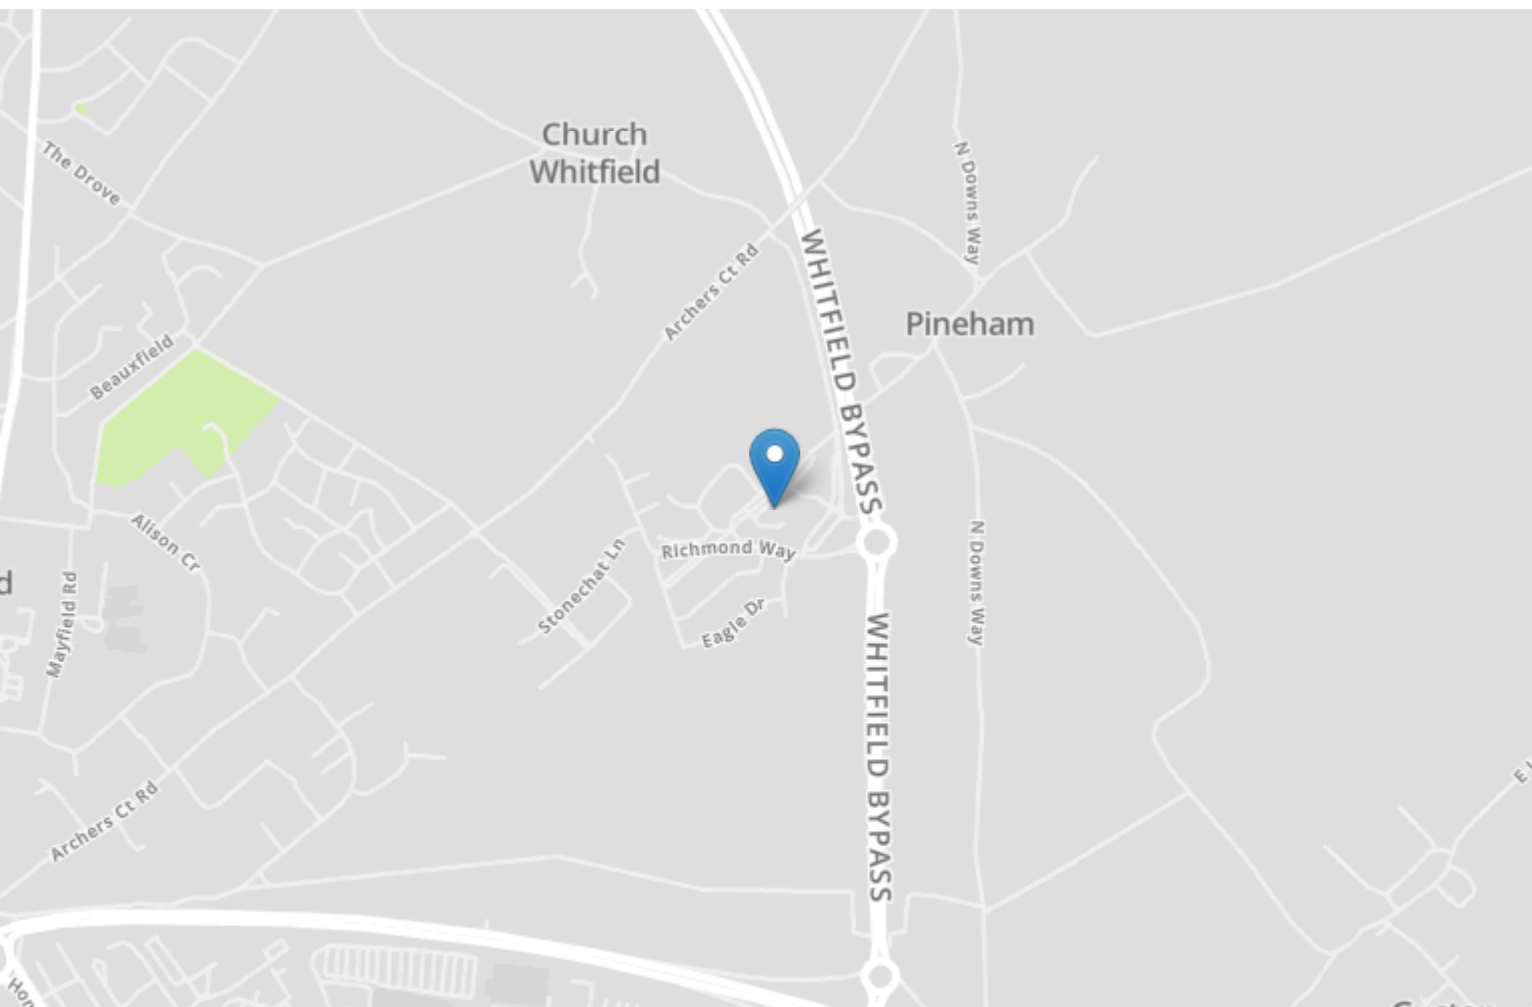 Church
Whitfield
The Drove
N Downs Way
Archers Ct Rd
WHITFIELD BYPASS
Pineham
Beauxfield
Alison Cr
Richmond Way
Stonechat Ln
N Downs Way
Mayfield Rd
Eagle Dr
WHITFIELD BYPASS
Archers Ct Rd